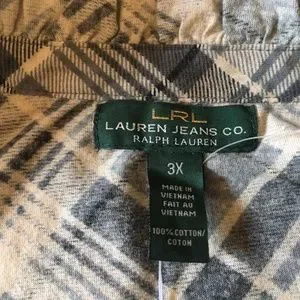 LRL
LAUREN JEANS CO.
RALPH LAUREN
3X
MADE IN
VIETNAM
FAIT AU
VIETNAM
100% COTTON/
COTON